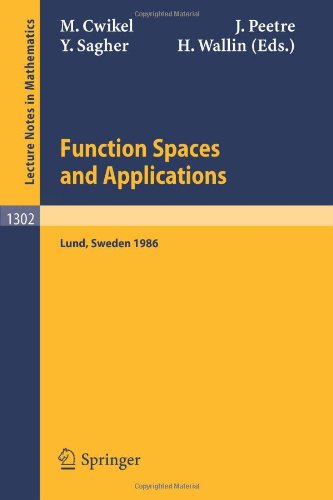 M. Cwikel J. Peetre
Y. Sagher H. Wallin (Eds.)
Lecture Notes in Mathematics
1302
Function Spaces
and Applications
Lund, Sweden 1986
Springer